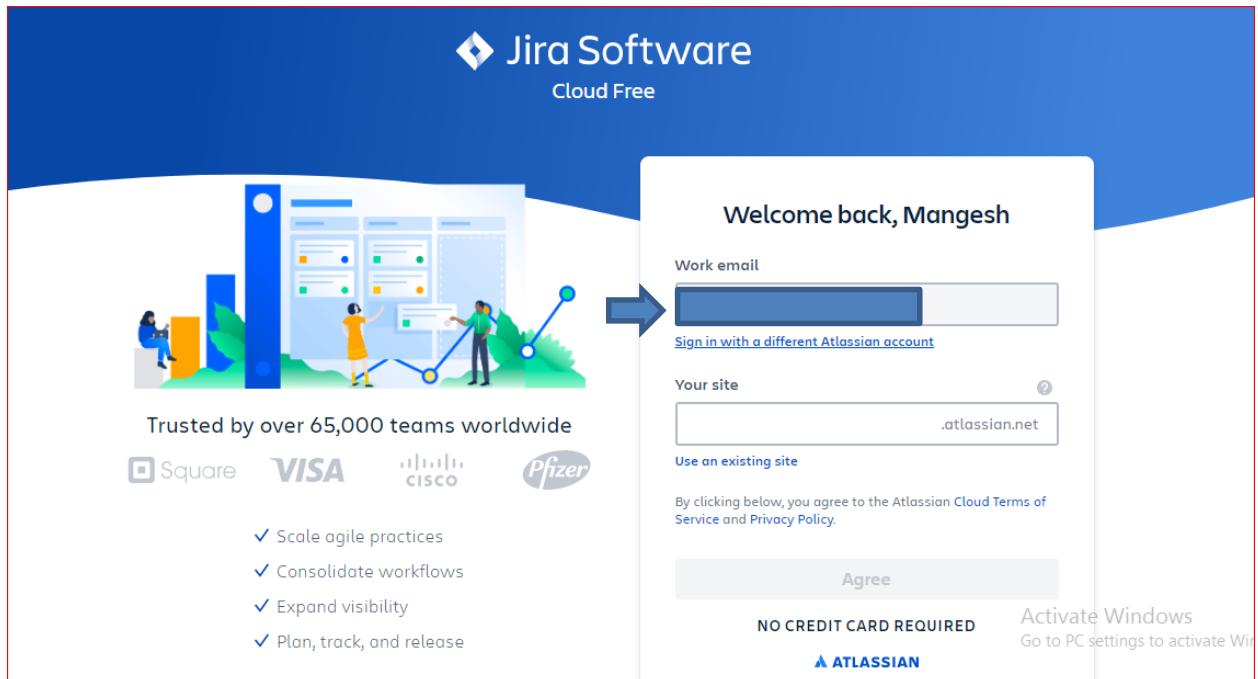 Jira Software
Cloud Free
Trusted by over 65,000 teams worldwide
Square
VISA
CISCO
Pfizer
Scale agile practices
Consolidate workflows
Expand visibility
Plan, track, and release
Welcome back, Mangesh
Work email
Sign in with a different Atlassian account
Your site
?
.atlassian.net
Use an existing site
By clicking below, you agree to the Atlassian Cloud Terms of
Service and Privacy Policy.
Agree
NO CREDIT CARD REQUIRED
ATLASSIAN
Activate Windows
Go to PC settings to activate Wi